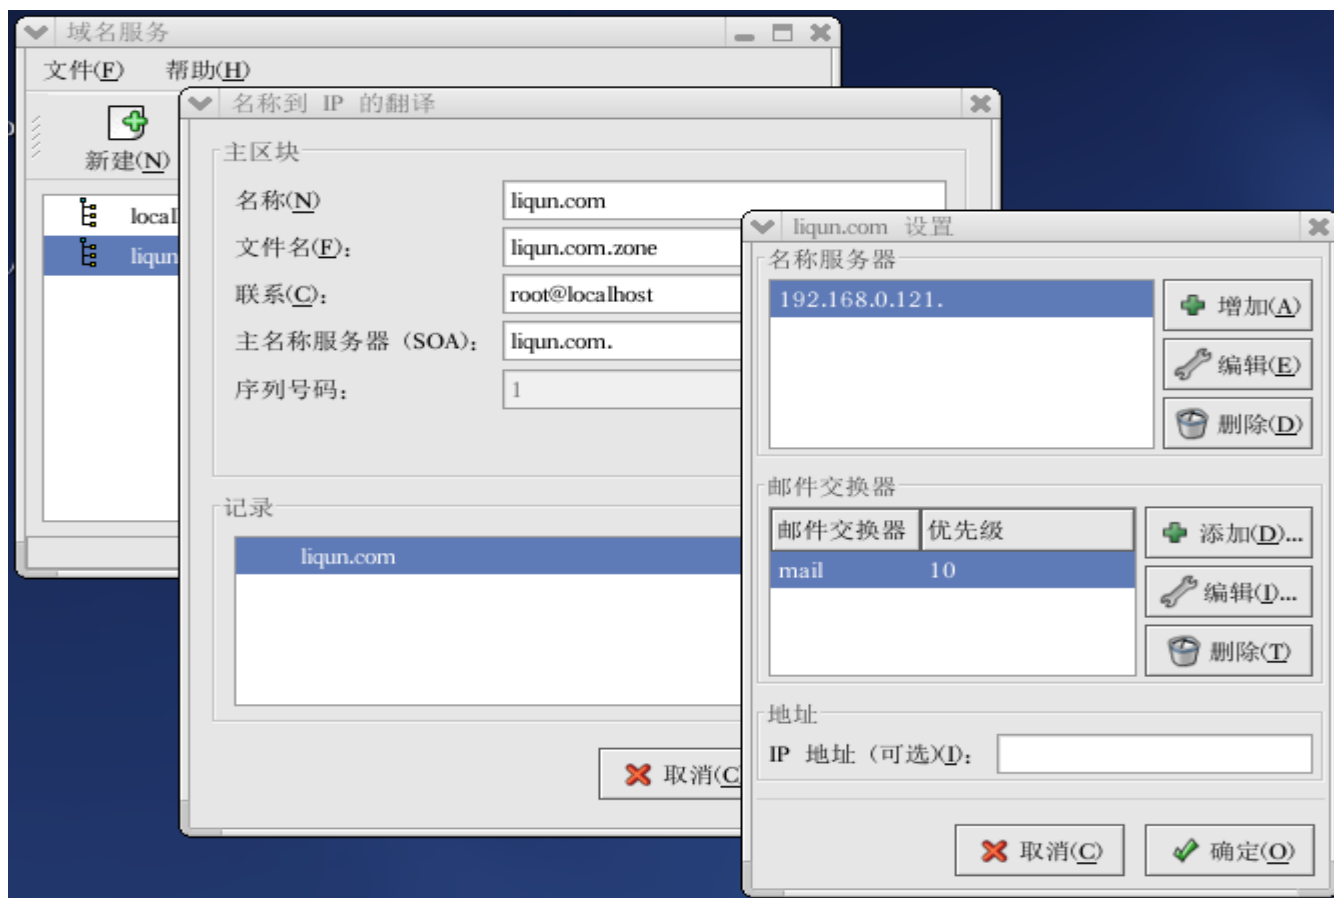 域名服务
文件(F) 帮助(H)
新建(N)
local
liqun
名称到 IP 的翻译
主区块
名称(N) liqun.com
文件名(F): liqun.com.zone
联系(C): root@localhost
主名称服务器 (SOA): liqun.com.
序列号码: 1
记录
liqun.com
取消(C
liqun.com 设置
名称服务器
192.168.0.121.
增加(A)
编辑(E)
删除(D)
邮件交换器
邮件交换器 优先级
mail 10
添加(D)...
编辑(I)...
删除(T)
地址
IP 地址 (可选)(I):
取消(C) 确定(O)